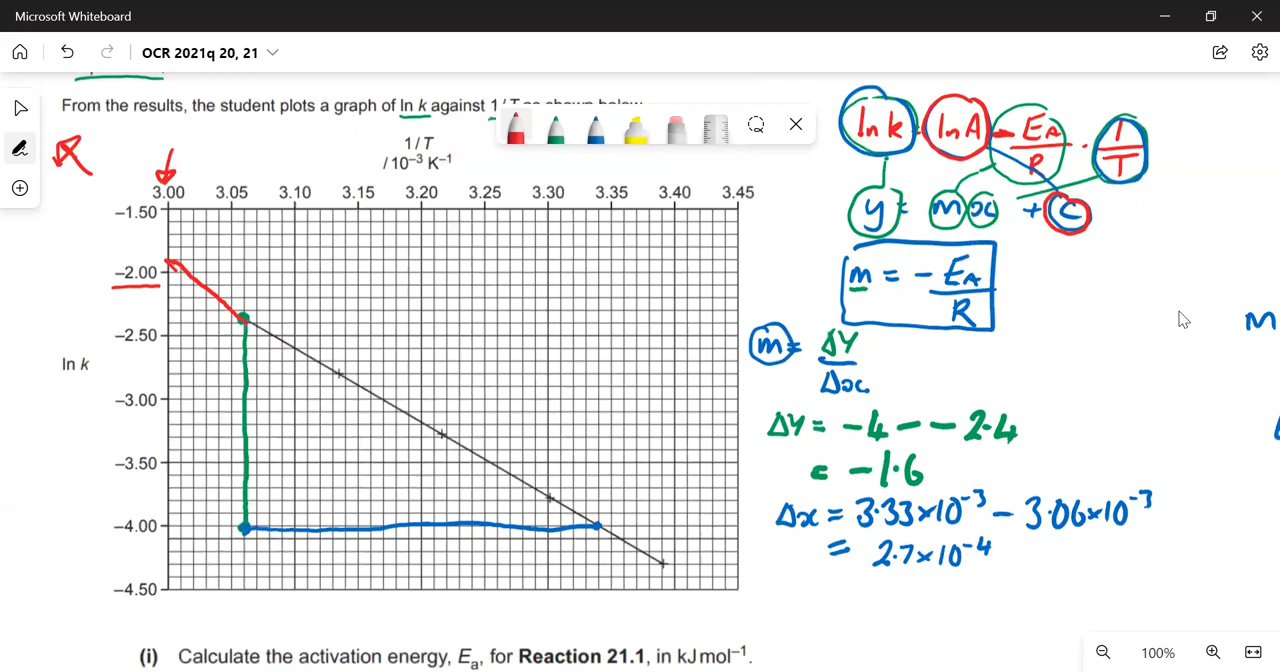 Microsoft Whiteboard
OCR 2021q 20, 21
From the results, the student plots a graph of ln k against 1/T
1/T
/10⁻³ K⁻¹
3.00 3.05 3.10 3.15 3.20 3.25 3.30 3.35 3.40 3.45
−1.50
−2.00
−2.50
−3.00
−3.50
−4.00
−4.50
ln k
ln k = ln A - EA/R · 1/T
y = mx + c
m = - EA/R
m = ΔY/Δx
ΔY = -4 - - 2.4
= -1.6
Δx = 3.33×10⁻³ - 3.06×10⁻³
= 2.7×10⁻⁴
m
(i) Calculate the activation energy, Eₐ, for Reaction 21.1, in kJ mol⁻¹.
100%